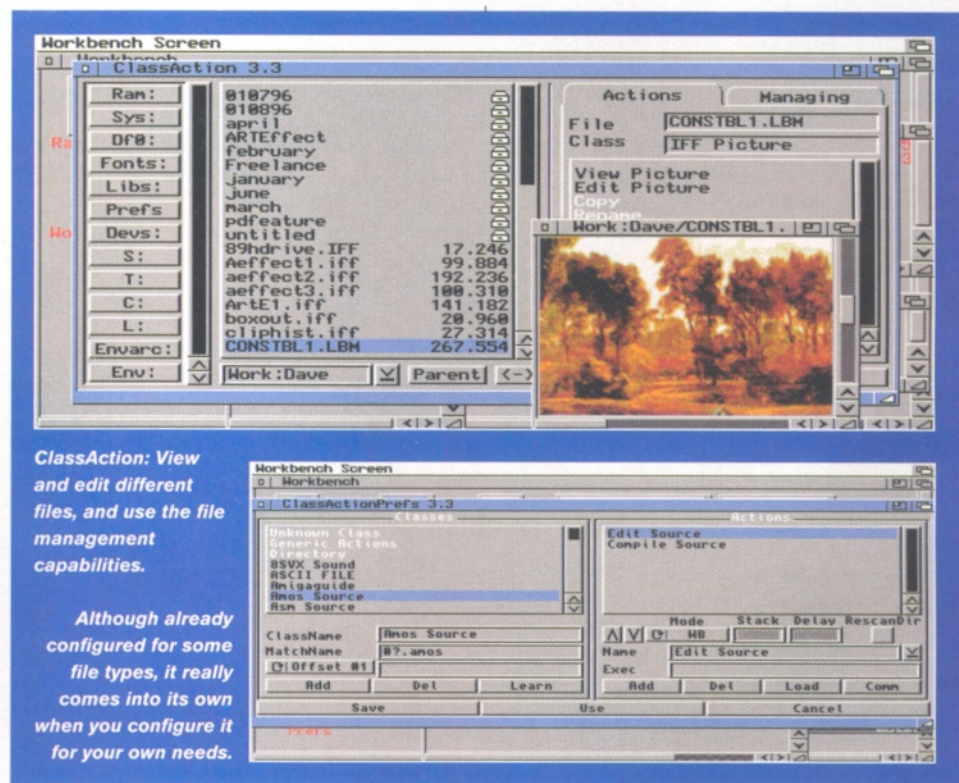 Workbench Screen
Workbench
ClassAction 3.3
Ram:
Sys:
Df0:
Fonts:
Libs:
Prefs
Devs:
S:
T:
C:
L:
Envarc:
Env:
010796
010896
april
ARTEffect
february
Freelance
january
june
march
pdfeature
untitled
89hdrive.IFF 17.246
Aeffect1.iff 99.884
aeffect2.iff 192.236
aeffect3.iff 100.310
ArtE1.iff 141.182
boxout.iff 20.960
cliphist.iff 27.314
CONSTBL1.LBM 267.554
Work:Dave Parent <->
Actions Managing
File CONSTBL1.LBM
Class IFF Picture
View Picture
Edit Picture
Copy
Rename
Work:Dave/CONSTBL1.
Ra
Wo
ClassAction: View
and edit different
files, and use the file
management
capabilities.
Although already
configured for some
file types, it really
comes into its own
when you configure it
for your own needs.
Workbench Screen
Workbench
ClassActionPrefs 3.3
Classes
Unknown Class
Generic Actions
Directory
8SVX Sound
ASCII FILE
Amigaguide
Amos Source
Asm Source
ClassName Amos Source
MatchName #?.amos
Offset #1
Add Del Learn
Actions
Edit Source
Compile Source
Mode Stack Delay RescanDir
WB
Name Edit Source
Exec
Add Del Load Comm
Save Use Cancel
Prefs